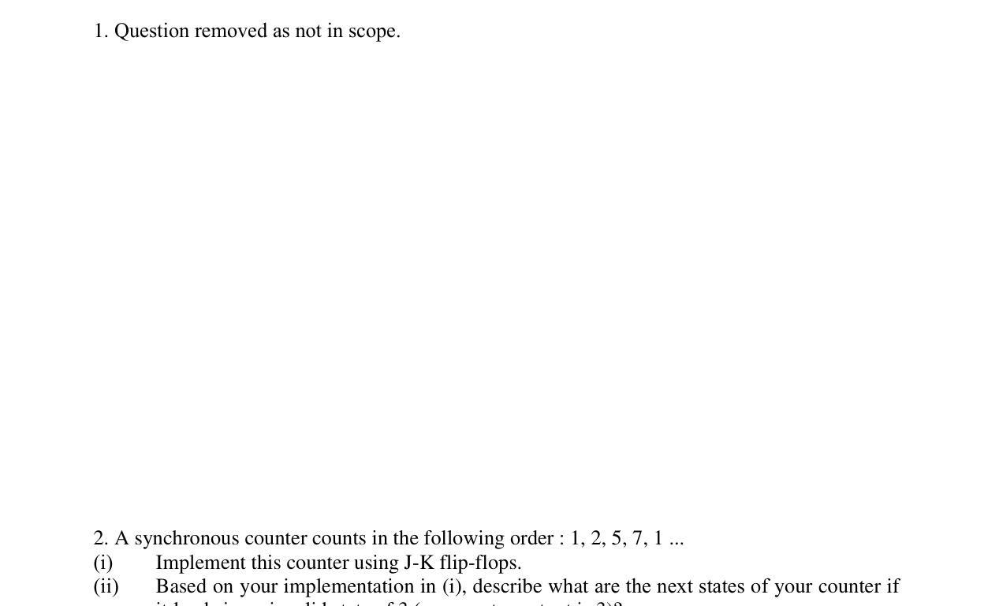 1. Question removed as not in scope.
2. A synchronous counter counts in the following order : 1, 2, 5, 7, 1 ...
(i) Implement this counter using J-K flip-flops.
(ii) Based on your implementation in (i), describe what are the next states of your counter if